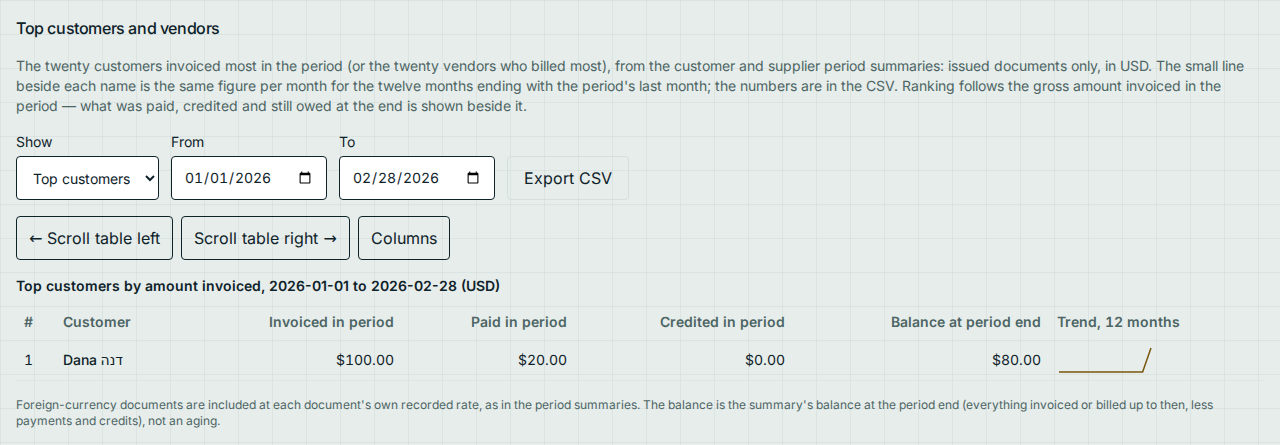 Top customers and vendors
The twenty customers invoiced most in the period (or the twenty vendors who billed most), from the customer and supplier period summaries: issued documents only, in USD. The small line
beside each name is the same figure per month for the twelve months ending with the period's last month; the numbers are in the CSV. Ranking follows the gross amount invoiced in the
period — what was paid, credited and still owed at the end is shown beside it.
Show From To
Top customers 01/01/2026 02/28/2026 Export CSV
← Scroll table left Scroll table right → Columns
Top customers by amount invoiced, 2026-01-01 to 2026-02-28 (USD)
# Customer Invoiced in period Paid in period Credited in period Balance at period end Trend, 12 months
1 Dana דנה $100.00 $20.00 $0.00 $80.00
Foreign-currency documents are included at each document's own recorded rate, as in the period summaries. The balance is the summary's balance at the period end (everything invoiced or billed up to then, less
payments and credits), not an aging.